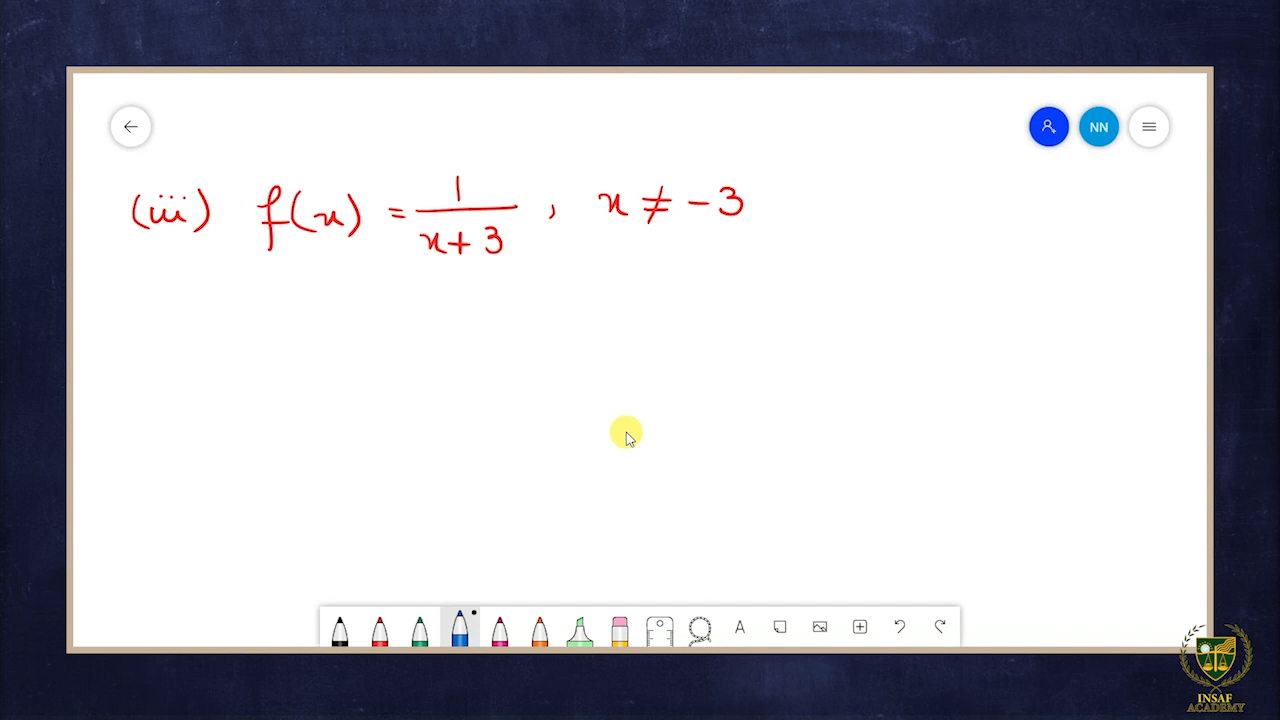 NN
(iii) f(x) = 1/(x+3) , x ≠ -3
A
INSAF
ACADEMY